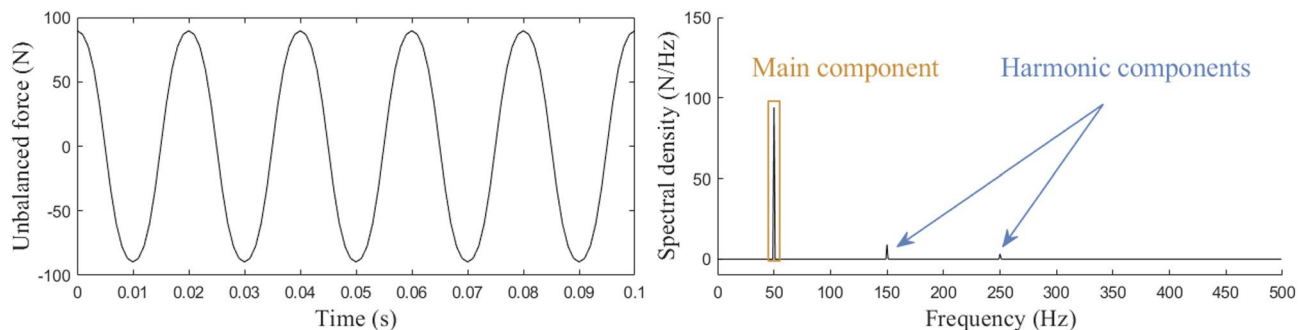 100
50
0
-50
-100
Unbalanced force (N)
0 0.01 0.02 0.03 0.04 0.05 0.06 0.07 0.08 0.09 0.1
Time (s)
150
100
50
0
Spectral density (N/Hz)
Main component
Harmonic components
0 50 100 150 200 250 300 350 400 450 500
Frequency (Hz)